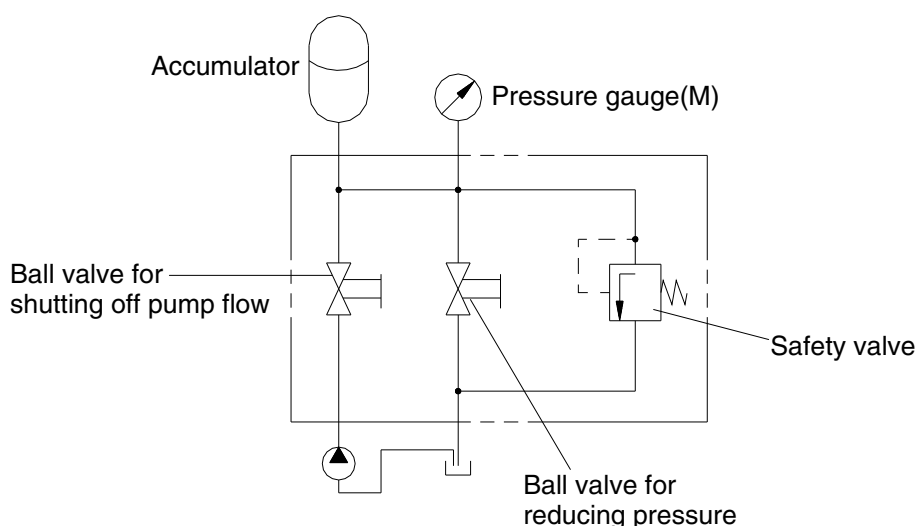 Accumulator
Pressure gauge(M)
Ball valve for
shutting off pump flow
Safety valve
Ball valve for
reducing pressure